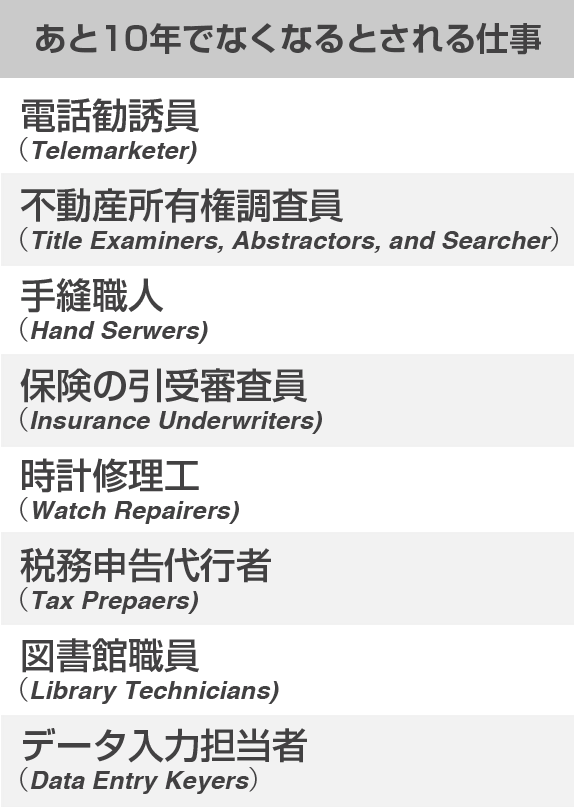 あと10年でなくなるとされる仕事
電話勧誘員
（Telemarketer)
不動産所有権調査員
（Title Examiners, Abstractors, and Searcher）
手縫職人
（Hand Serwers)
保険の引受審査員
（Insurance Underwriters)
時計修理工
（Watch Repairers)
税務申告代行者
（Tax Prepaers)
図書館職員
（Library Technicians)
データ入力担当者
（Data Entry Keyers）